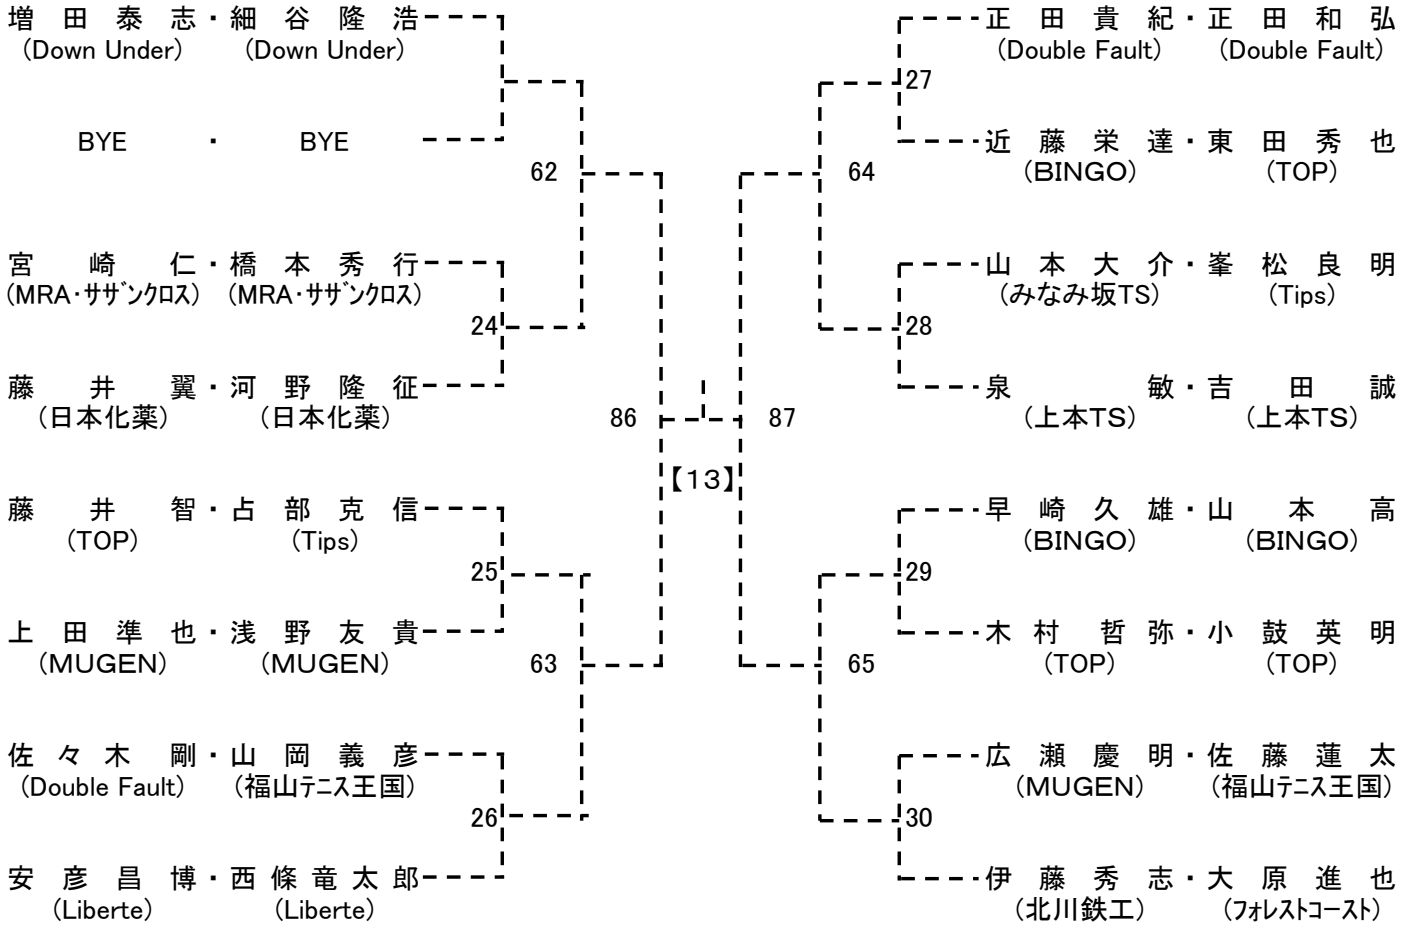 増田泰志・細谷隆浩
(Down Under) (Down Under)
BYE ・ BYE
62
宮崎仁・橋本秀行
(MRA・サザンクロス) (MRA・サザンクロス)
24
藤井翼・河野隆征
(日本化薬) (日本化薬)
86
藤井智・占部克信
(TOP) (Tips)
25
上田準也・浅野友貴
(MUGEN) (MUGEN)
63
佐々木剛・山岡義彦
(Double Fault) (福山テニス王国)
26
安彦昌博・西條竜太郎
(Liberte) (Liberte)
【13】
正田貴紀・正田和弘
(Double Fault) (Double Fault)
27
近藤栄達・東田秀也
(BINGO) (TOP)
64
山本大介・峯松良明
(みなみ坂TS) (Tips)
28
泉敏・吉田誠
(上本TS) (上本TS)
87
早崎久雄・山本高
(BINGO) (BINGO)
29
木村哲弥・小鼓英明
(TOP) (TOP)
65
広瀬慶明・佐藤蓮太
(MUGEN) (福山テニス王国)
30
伊藤秀志・大原進也
(北川鉄工) (フォレストコースト)